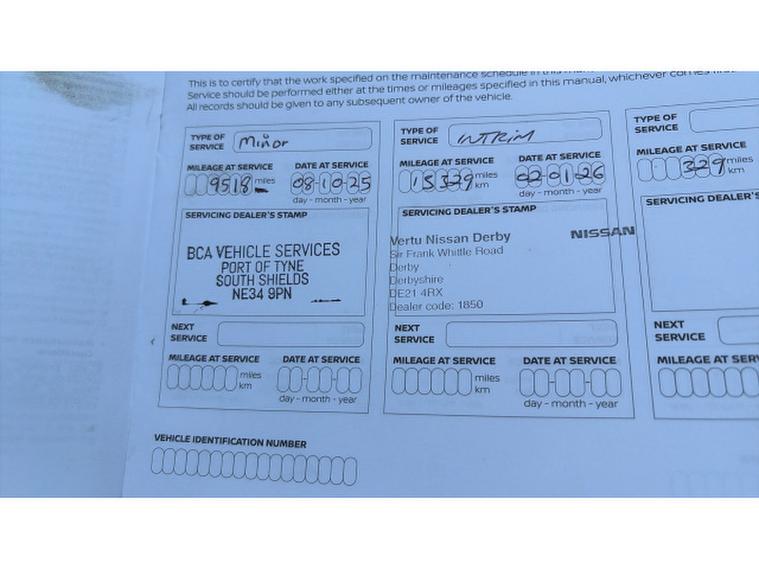 This is to certify that the work specified on the maintenance schedule in this
Service should be performed either at the times or mileages specified in this manual, whichever comes
All records should be given to any subsequent owner of the vehicle.
TYPE OF SERVICE Minor
MILEAGE AT SERVICE DATE AT SERVICE
9518 miles 08-10-25
km day - month - year
SERVICING DEALER'S STAMP
BCA VEHICLE SERVICES
PORT OF TYNE
SOUTH SHIELDS
NE34 9PN
NEXT SERVICE
MILEAGE AT SERVICE DATE AT SERVICE
miles
km day - month - year
TYPE OF SERVICE INTRIM
MILEAGE AT SERVICE DATE AT SERVICE
15329 miles 02-01-26
km day - month - year
SERVICING DEALER'S STAMP
Vertu Nissan Derby NISSAN
Sir Frank Whittle Road
Derby
Derbyshire
DE21 4RX
Dealer code: 1850
NEXT SERVICE
MILEAGE AT SERVICE DATE AT SERVICE
miles
km day - month - year
TYPE OF SERVICE
MILEAGE AT SERVICE
329 miles
km
SERVICING DEALER'S
NEXT SERVICE
MILEAGE AT
VEHICLE IDENTIFICATION NUMBER